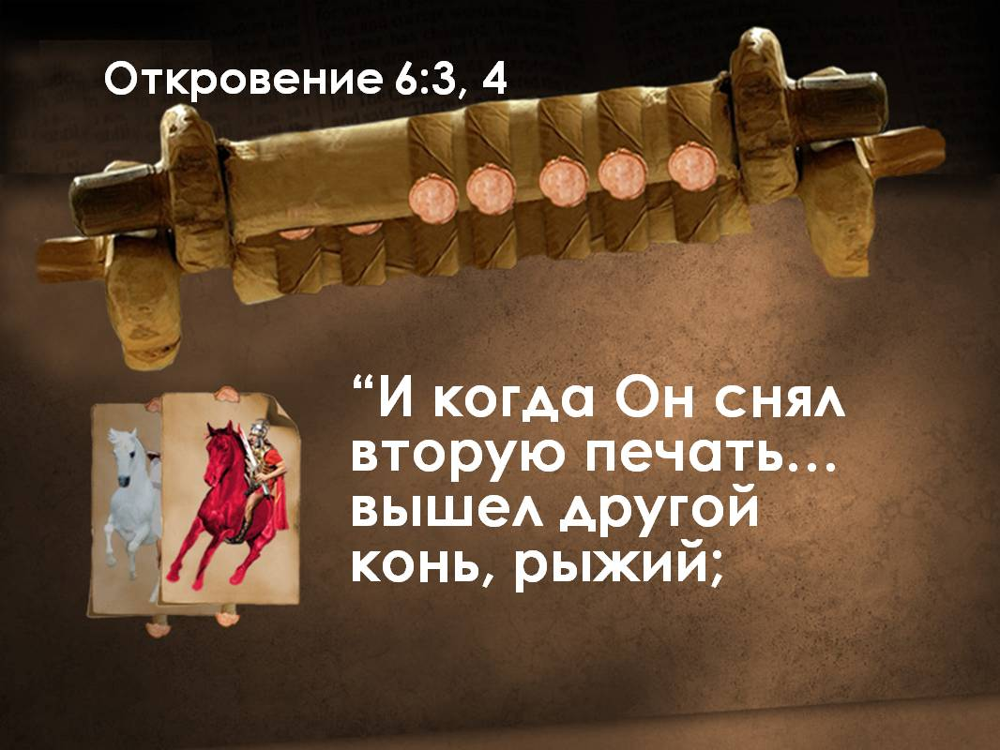 Откровение 6:3, 4
“И когда Он снял
вторую печать…
вышел другой
конь, рыжий;